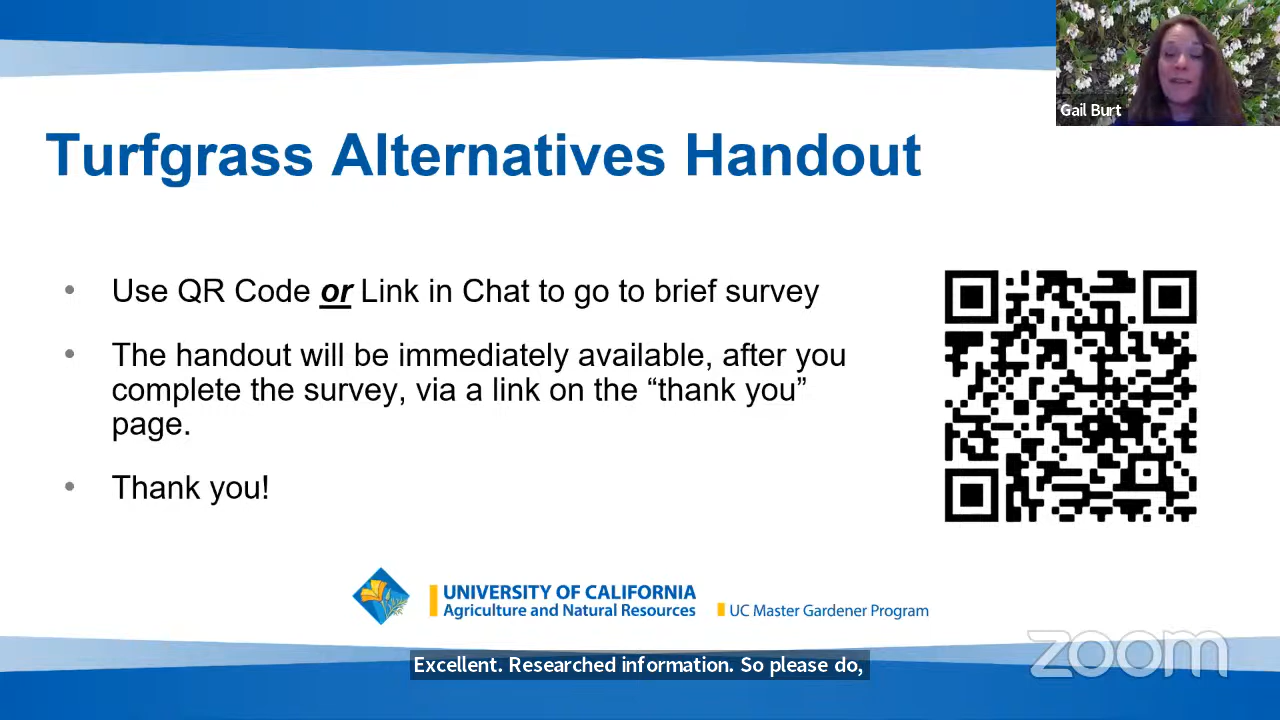 Gail Burt
Turfgrass Alternatives Handout
• Use QR Code or Link in Chat to go to brief survey
• The handout will be immediately available, after you
complete the survey, via a link on the “thank you”
page.
• Thank you!
UNIVERSITY OF CALIFORNIA
Agriculture and Natural Resources
UC Master Gardener Program
zoom
Excellent. Researched information. So please do,